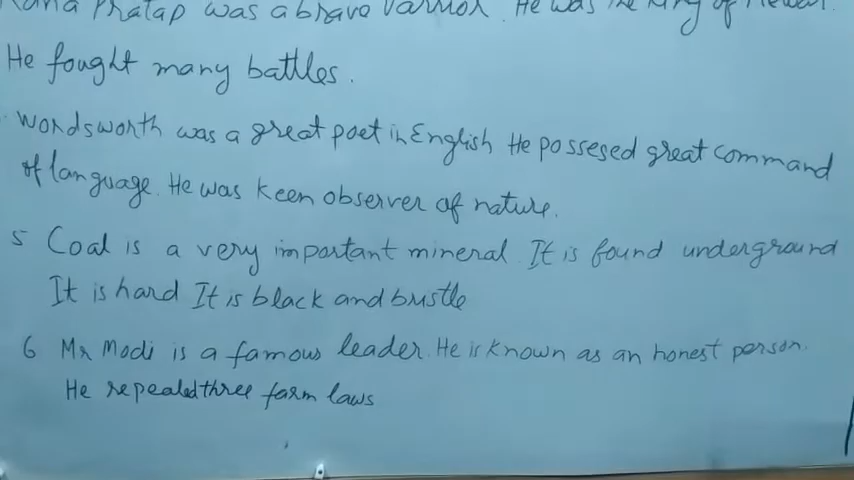 Rana Pratap was a brave Warrior. He was the king of Mewar.
He fought many battles.
Wordsworth was a great poet in English He possesed great command
of language. He was keen observer of nature.
5 Coal is a very important mineral. It is found underground
It is hard It is black and bustle
6 Mr Modi is a famous leader. He is known as an honest person.
He repealed three farm laws